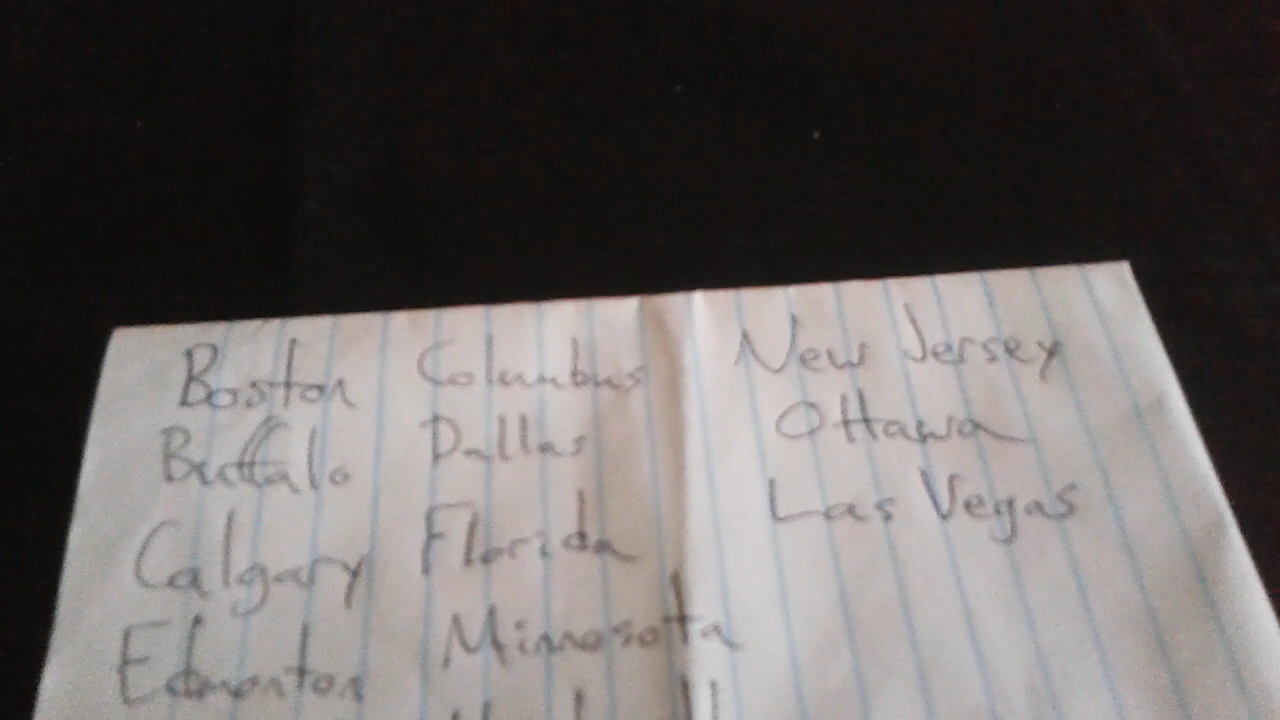 Boston
Buffalo
Calgary
Edmonton
Columbus
Dallas
Florida
Minnesota
New Jersey
Ottawa
Las Vegas